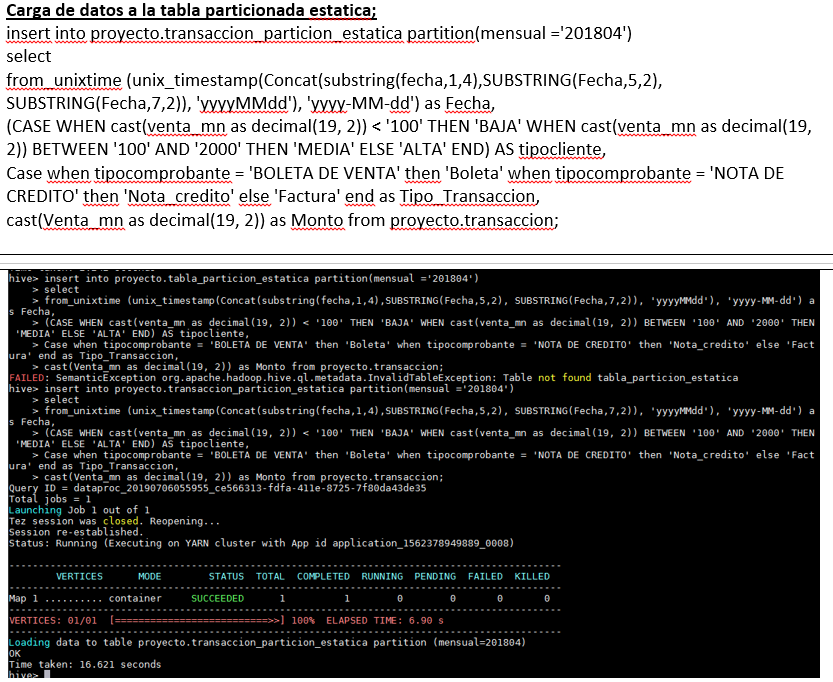 Carga de datos a la tabla particionada estatica;
insert into proyecto.transaccion_particion_estatica partition(mensual ='201804')
select
from_unixtime (unix_timestamp(Concat(substring(fecha,1,4),SUBSTRING(Fecha,5,2),
SUBSTRING(Fecha,7,2)), 'yyyyMMdd'), 'yyyy-MM-dd') as Fecha,
(CASE WHEN cast(venta_mn as decimal(19, 2)) < '100' THEN 'BAJA' WHEN cast(venta_mn as decimal(19,
2)) BETWEEN '100' AND '2000' THEN 'MEDIA' ELSE 'ALTA' END) AS tipocliente,
Case when tipocomprobante = 'BOLETA DE VENTA' then 'Boleta' when tipocomprobante = 'NOTA DE
CREDITO' then 'Nota_credito' else 'Factura' end as Tipo_Transaccion,
cast(Venta_mn as decimal(19, 2)) as Monto from proyecto.transaccion;
hive> insert into proyecto.tabla_particion_estatica partition(mensual ='201804')
> select
> from_unixtime (unix_timestamp(Concat(substring(fecha,1,4),SUBSTRING(Fecha,5,2), SUBSTRING(Fecha,7,2)), 'yyyyMMdd'), 'yyyy-MM-dd') a
s Fecha,
> (CASE WHEN cast(venta_mn as decimal(19, 2)) < '100' THEN 'BAJA' WHEN cast(venta_mn as decimal(19, 2)) BETWEEN '100' AND '2000' THEN
'MEDIA' ELSE 'ALTA' END) AS tipocliente,
> Case when tipocomprobante = 'BOLETA DE VENTA' then 'Boleta' when tipocomprobante = 'NOTA DE CREDITO' then 'Nota_credito' else 'Fact
ura' end as Tipo_Transaccion,
> cast(Venta_mn as decimal(19, 2)) as Monto from proyecto.transaccion;
FAILED: SemanticException org.apache.hadoop.hive.ql.metadata.InvalidTableException: Table not found tabla_particion_estatica
hive> insert into proyecto.transaccion_particion_estatica partition(mensual ='201804')
> select
> from_unixtime (unix_timestamp(Concat(substring(fecha,1,4),SUBSTRING(Fecha,5,2), SUBSTRING(Fecha,7,2)), 'yyyyMMdd'), 'yyyy-MM-dd') a
s Fecha,
> (CASE WHEN cast(venta_mn as decimal(19, 2)) < '100' THEN 'BAJA' WHEN cast(venta_mn as decimal(19, 2)) BETWEEN '100' AND '2000' THEN
'MEDIA' ELSE 'ALTA' END) AS tipocliente,
> Case when tipocomprobante = 'BOLETA DE VENTA' then 'Boleta' when tipocomprobante = 'NOTA DE CREDITO' then 'Nota_credito' else 'Fact
ura' end as Tipo_Transaccion,
> cast(Venta_mn as decimal(19, 2)) as Monto from proyecto.transaccion;
Query ID = dataproc_20190706055955_ce566313-fdfa-411e-8725-7f80da43de35
Total jobs = 1
Launching Job 1 out of 1
Tez session was closed. Reopening...
Session re-established.
Status: Running (Executing on YARN cluster with App id application_1562378949889_0008)
----------------------------------------------------------------------------------------------
VERTICES MODE STATUS TOTAL COMPLETED RUNNING PENDING FAILED KILLED
----------------------------------------------------------------------------------------------
Map 1 .......... container SUCCEEDED 1 1 0 0 0 0
----------------------------------------------------------------------------------------------
VERTICES: 01/01 [==========================>>] 100% ELAPSED TIME: 6.90 s
----------------------------------------------------------------------------------------------
Loading data to table proyecto.transaccion_particion_estatica partition (mensual=201804)
OK
Time taken: 16.621 seconds
hive>